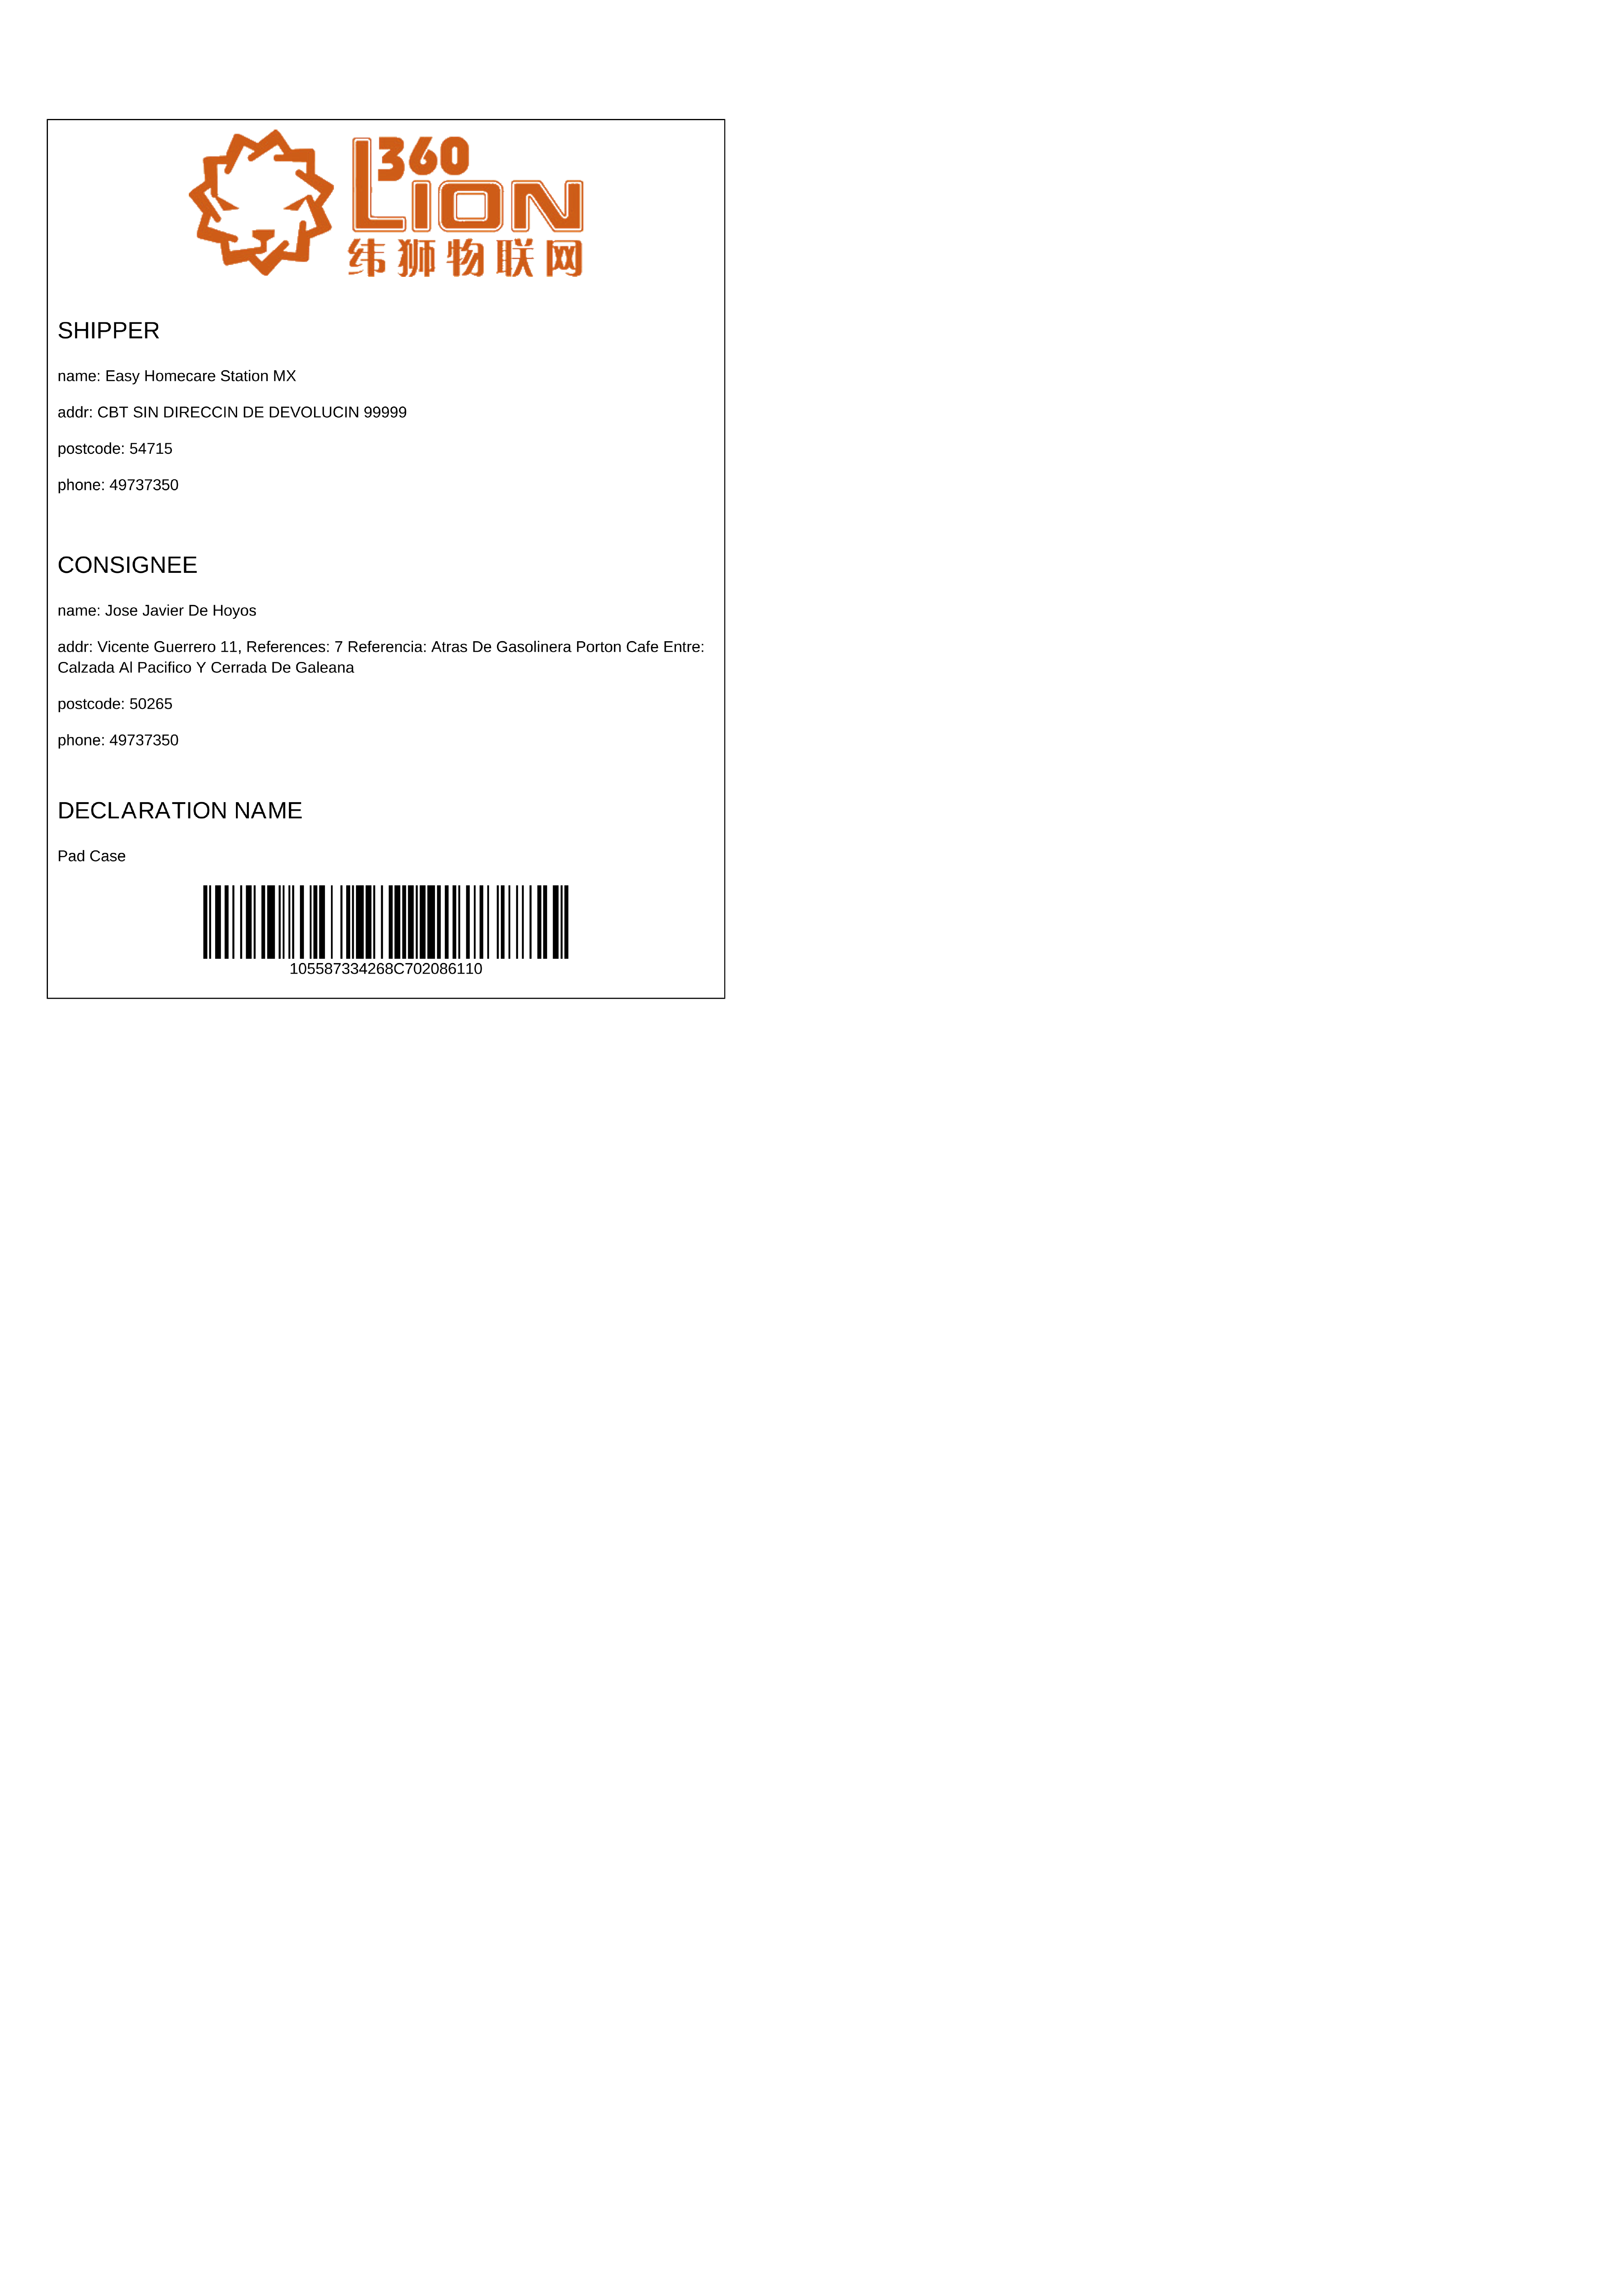 360
LION
纬狮物联网
SHIPPER
name: Easy Homecare Station MX
addr: CBT SIN DIRECCIN DE DEVOLUCIN 99999
postcode: 54715
phone: 49737350
CONSIGNEE
name: Jose Javier De Hoyos
addr: Vicente Guerrero 11, References: 7 Referencia: Atras De Gasolinera Porton Cafe Entre:
Calzada Al Pacifico Y Cerrada De Galeana
postcode: 50265
phone: 49737350
DECLARATION NAME
Pad Case
105587334268C702086110